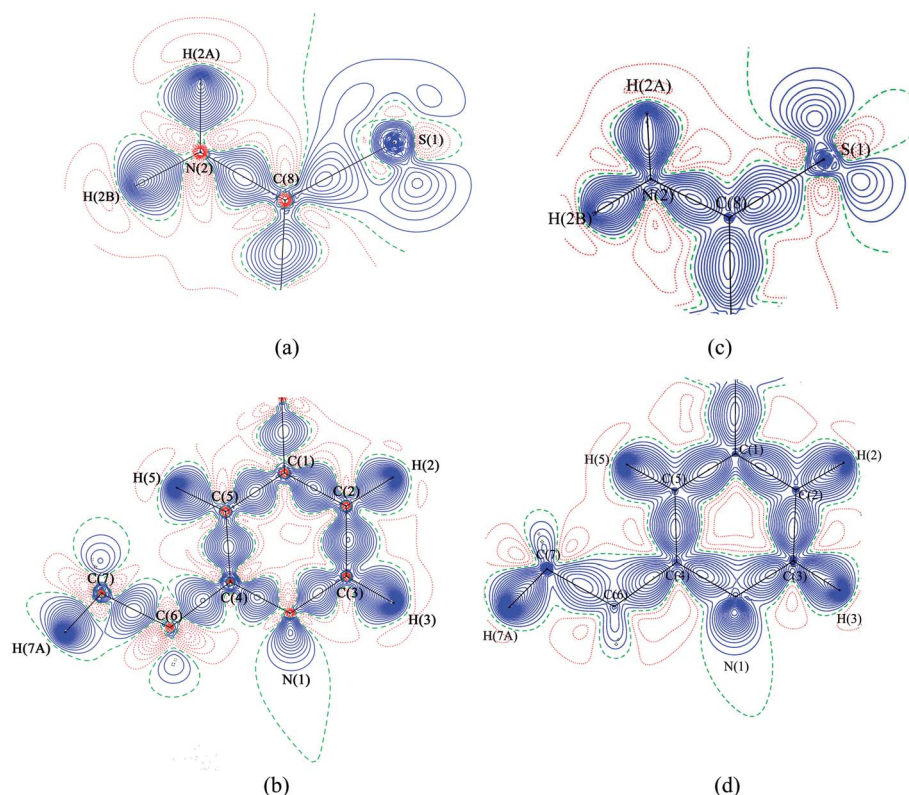 H(2A)
S(1)
N(2)
C(8)
H(2B)
(a)
H(2A)
S(1)
N(2)
C(8)
H(2B)
(c)
C(1)
H(5)
H(2)
C(5)
C(2)
C(7)
C(4)
C(3)
C(6)
H(3)
H(7A)
N(1)
(b)
C(1)
H(5)
H(2)
C(5)
C(2)
C(7)
C(4)
C(3)
C(6)
H(3)
H(7A)
N(1)
(d)